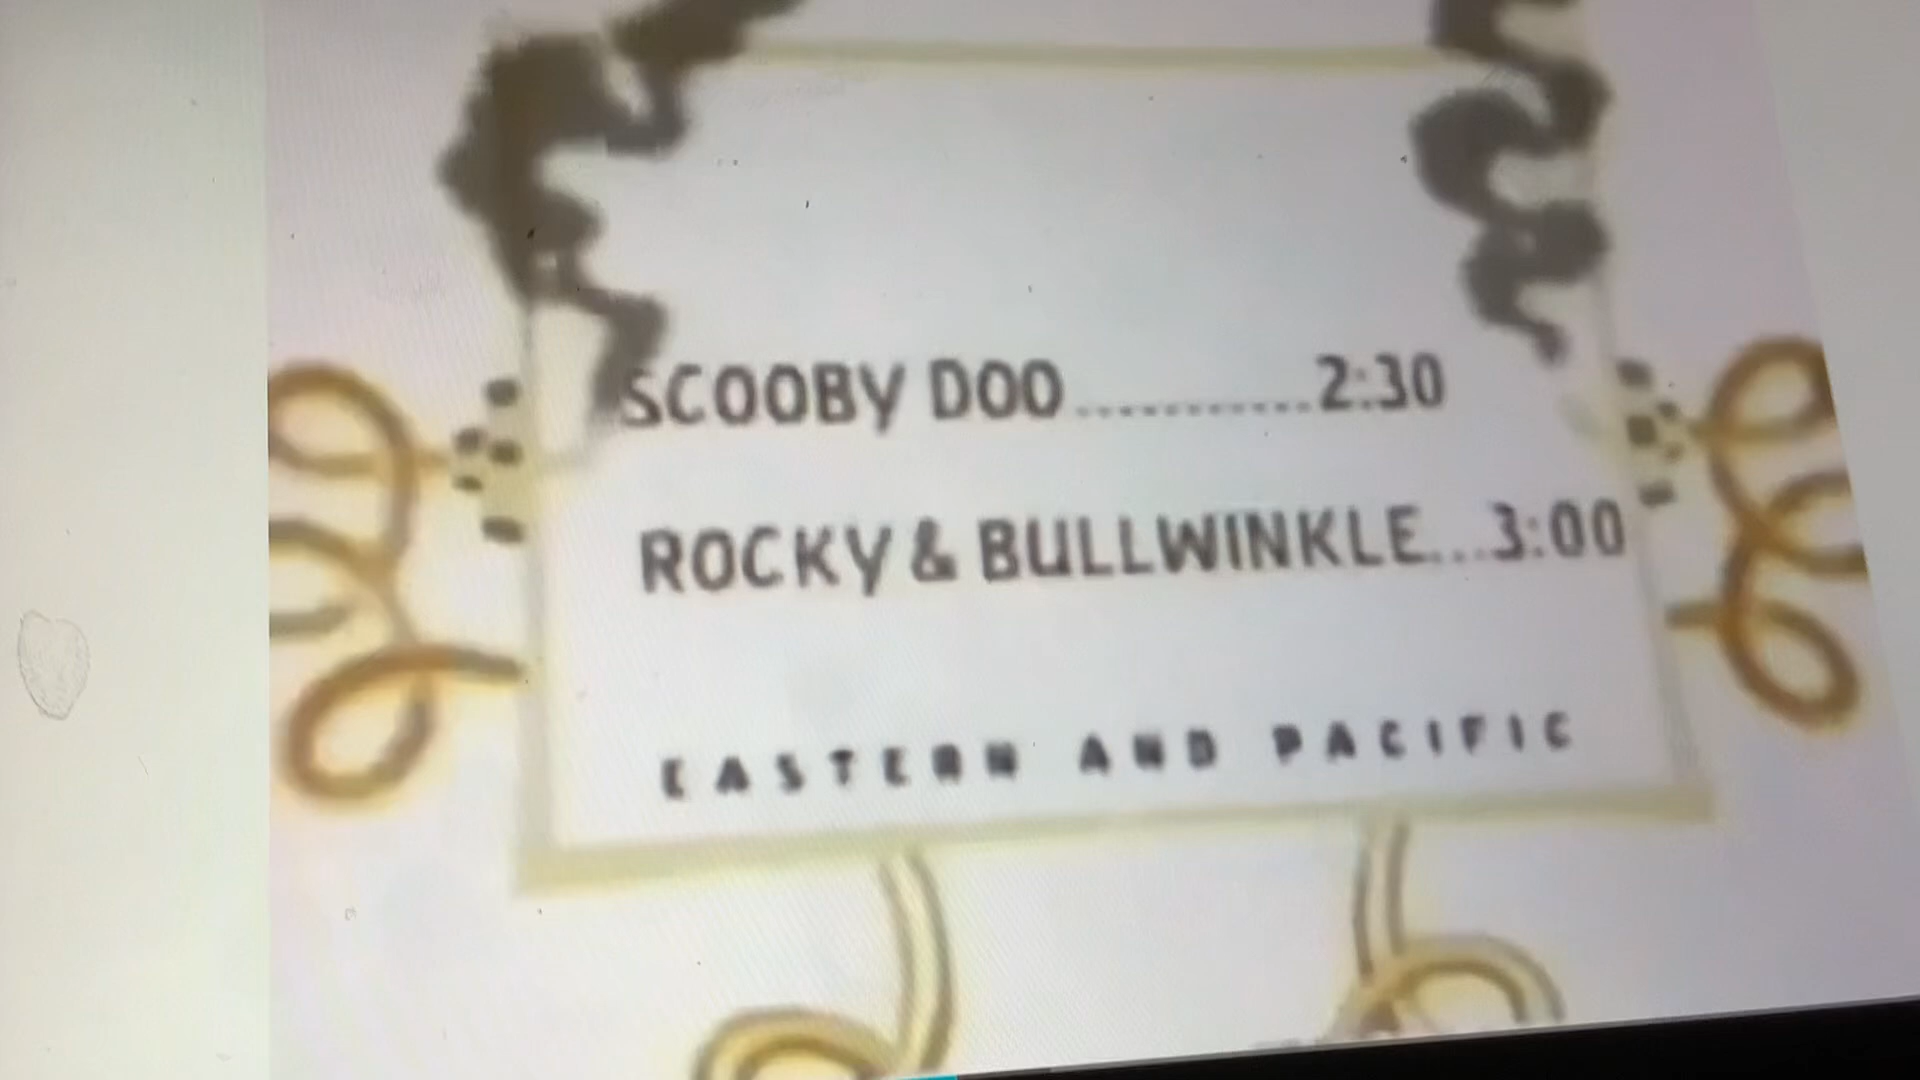 SCOOBY DOO...........2:30
ROCKY & BULLWINKLE...3:00
EASTERN AND PACIFIC